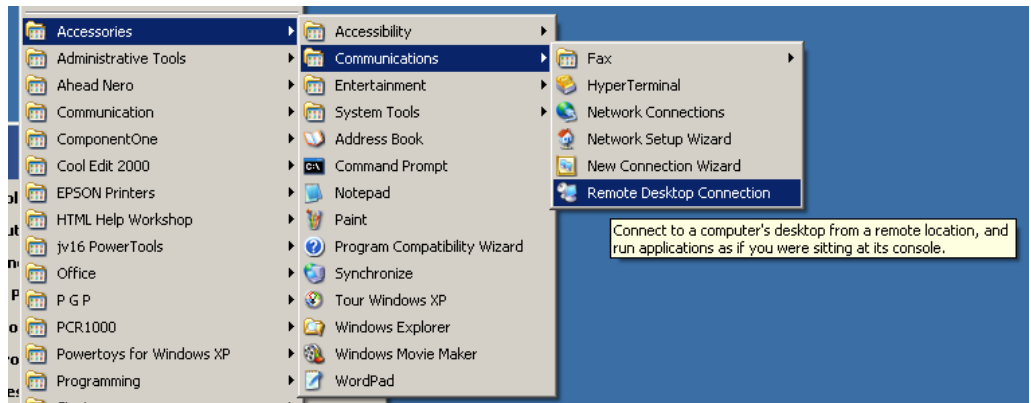 Accessories
Administrative Tools
Ahead Nero
Communication
ComponentOne
Cool Edit 2000
EPSON Printers
HTML Help Workshop
jv16 PowerTools
Office
P G P
PCR1000
Powertoys for Windows XP
Programming
Accessibility
Communications
Entertainment
System Tools
Address Book
Command Prompt
Notepad
Paint
Program Compatibility Wizard
Synchronize
Tour Windows XP
Windows Explorer
Windows Movie Maker
WordPad
Fax
HyperTerminal
Network Connections
Network Setup Wizard
New Connection Wizard
Remote Desktop Connection
Connect to a computer's desktop from a remote location, and
run applications as if you were sitting at its console.